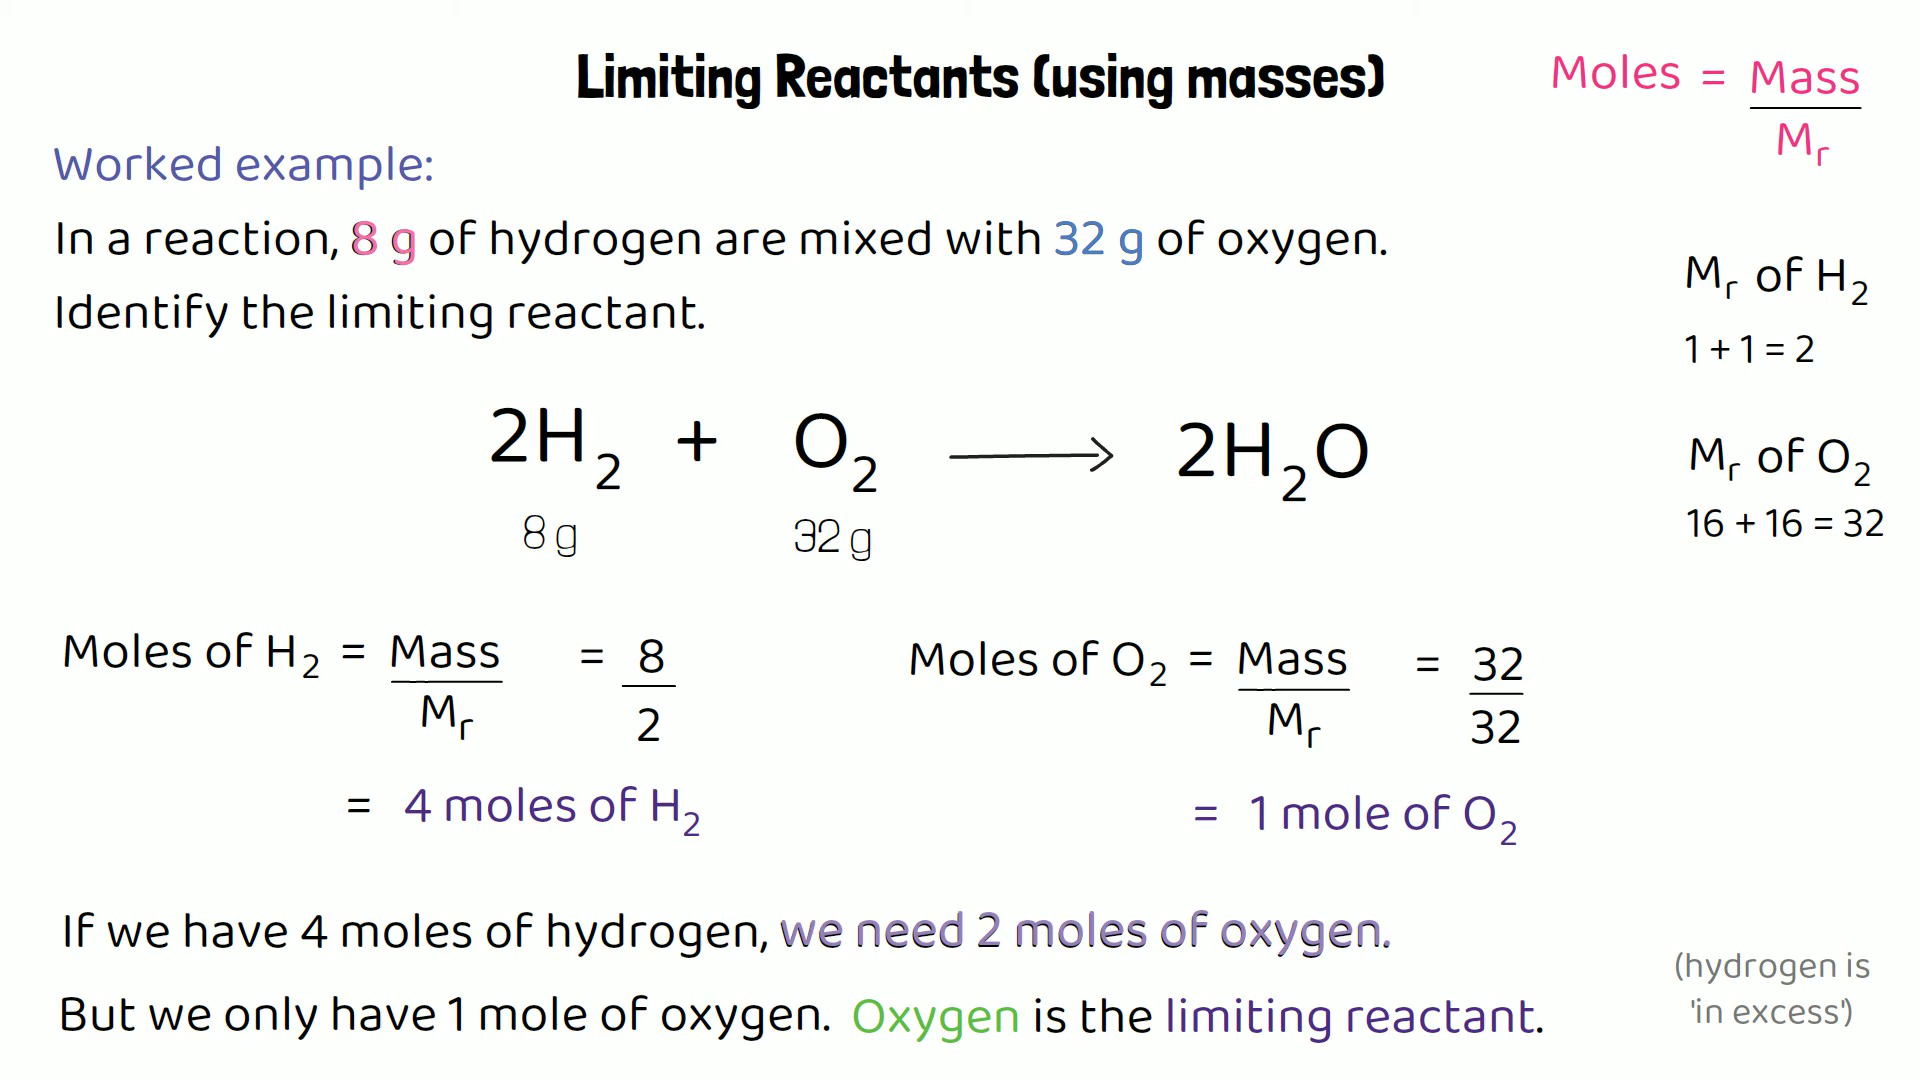 Limiting Reactants (using masses)
Moles = Mass
Mr
Worked example:
In a reaction, 8 g of hydrogen are mixed with 32 g of oxygen.
Identify the limiting reactant.
Mr of H2
1 + 1 = 2
Mr of O2
16 + 16 = 32
2H2 + O2 → 2H2O
8 g 32 g
Moles of H2 = Mass = 8
Mr 2
= 4 moles of H2
Moles of O2 = Mass = 32
Mr 32
= 1 mole of O2
If we have 4 moles of hydrogen, we need 2 moles of oxygen.
But we only have 1 mole of oxygen. Oxygen is the limiting reactant.
(hydrogen is
'in excess')